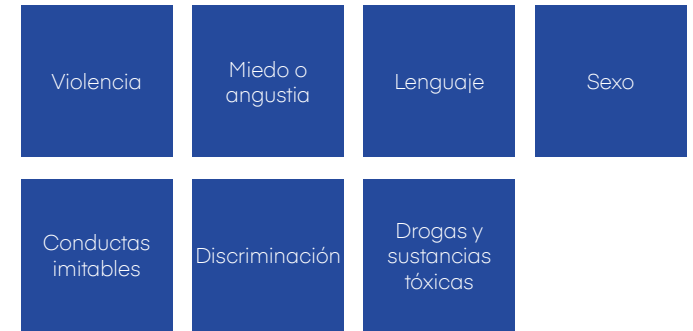 Violencia
Miedo o
angustia
Lenguaje
Sexo
Conductas
imitables
Discriminación
Drogas y
sustancias
tóxicas